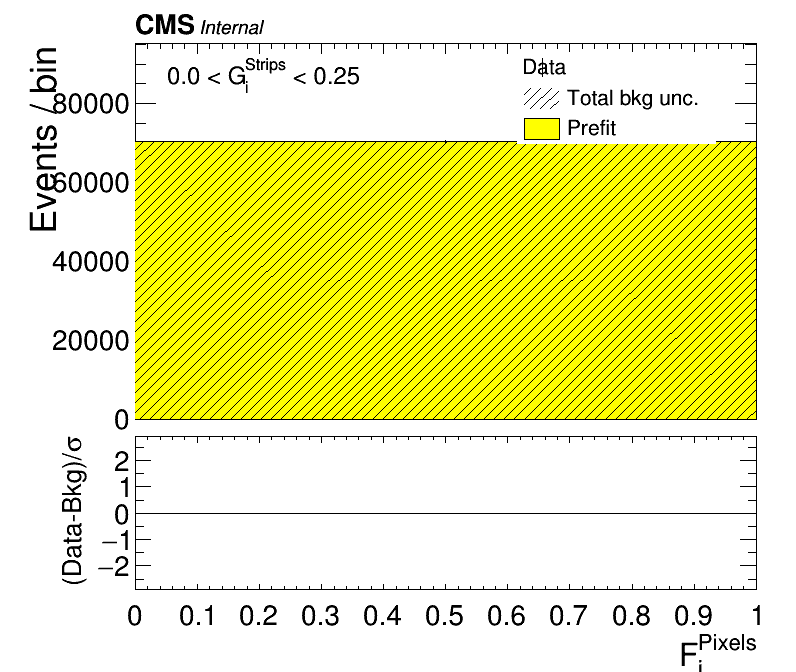 CMS Internal
Events / bin
80000
60000
40000
20000
0
0.0 < G_i^Strips < 0.25
Data
Total bkg unc.
Prefit
(Data-Bkg)/σ
2
1
0
−1
−2
0 0.1 0.2 0.3 0.4 0.5 0.6 0.7 0.8 0.9 1
F_i^Pixels